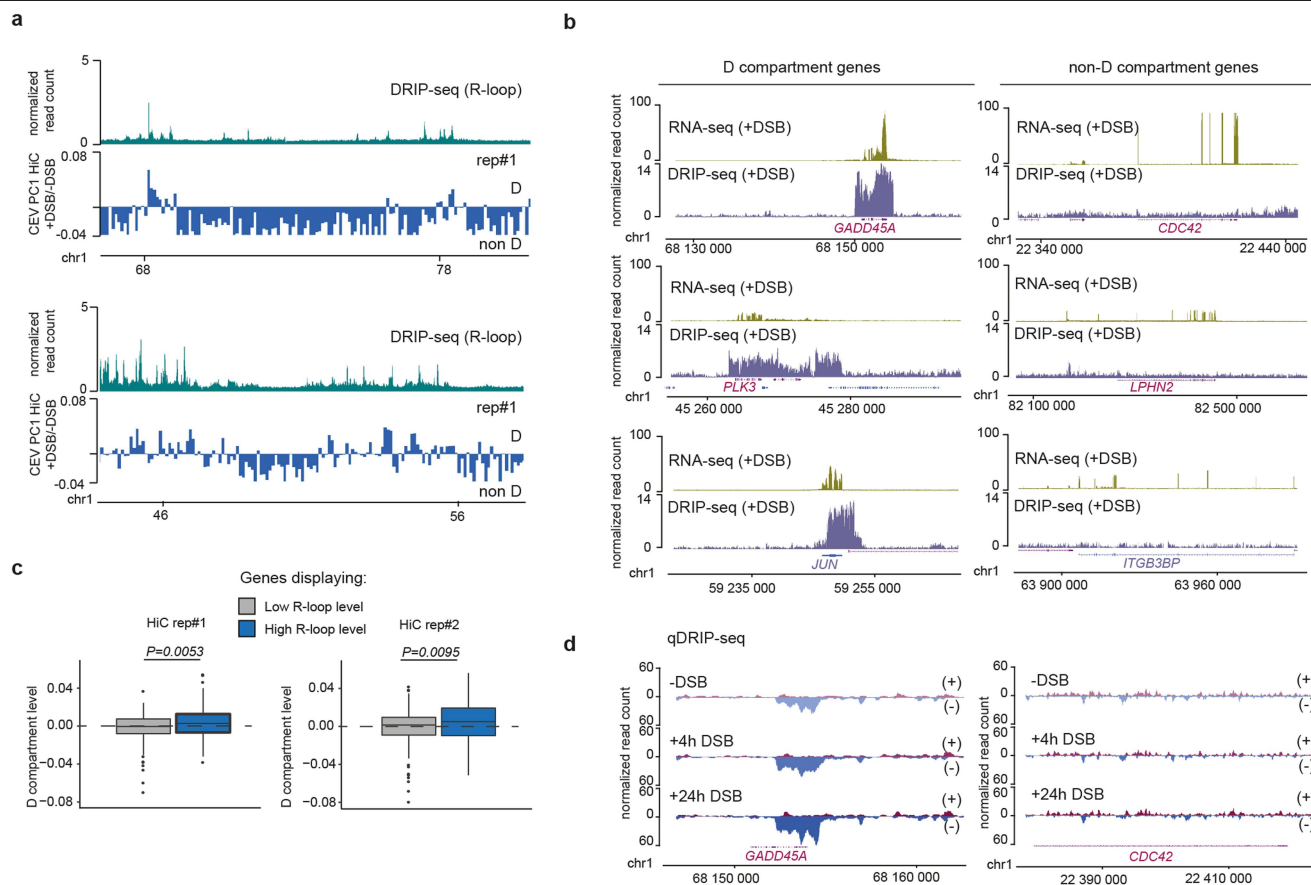 a
5
0
normalized
read count
DRIP-seq (R-loop)
0.08
-0.04
CEV PC1 HiC
+DSB/-DSB
rep#1
D
non D
chr1
68
78
5
0
normalized
read count
DRIP-seq (R-loop)
0.08
-0.04
CEV PC1 HiC
+DSB/-DSB
rep#1
D
non D
chr1
46
56
b
D compartment genes
non-D compartment genes
normalized read count
100
0
RNA-seq (+DSB)
14
0
DRIP-seq (+DSB)
GADD45A
chr1
68 130 000
68 150 000
100
0
RNA-seq (+DSB)
14
0
DRIP-seq (+DSB)
CDC42
chr1
22 340 000
22 440 000
normalized read count
100
0
RNA-seq (+DSB)
14
0
DRIP-seq (+DSB)
PLK3
chr1
45 260 000
45 280 000
100
0
RNA-seq (+DSB)
14
0
DRIP-seq (+DSB)
LPHN2
chr1
82 100 000
82 500 000
normalized read count
100
0
RNA-seq (+DSB)
14
0
DRIP-seq (+DSB)
JUN
chr1
59 235 000
59 255 000
100
0
RNA-seq (+DSB)
14
0
DRIP-seq (+DSB)
ITGB3BP
chr1
63 900 000
63 960 000
c
Genes displaying:
Low R-loop level
High R-loop level
HiC rep#1
P=0.0053
D compartment level
0.04
0.00
−0.04
−0.08
HiC rep#2
P=0.0095
D compartment level
0.04
0.00
−0.04
−0.08
d
qDRIP-seq
normalized read count
60
0
60
-DSB
(+)
(-)
60
0
60
+4h DSB
(+)
(-)
60
0
60
+24h DSB
(+)
(-)
GADD45A
chr1
68 150 000
68 160 000
normalized read count
60
0
60
-DSB
(+
(-)
60
0
60
+4h DSB
(+
(-)
60
0
60
+24h DSB
(+
(-)
CDC42
chr1
22 390 000
22 410 000